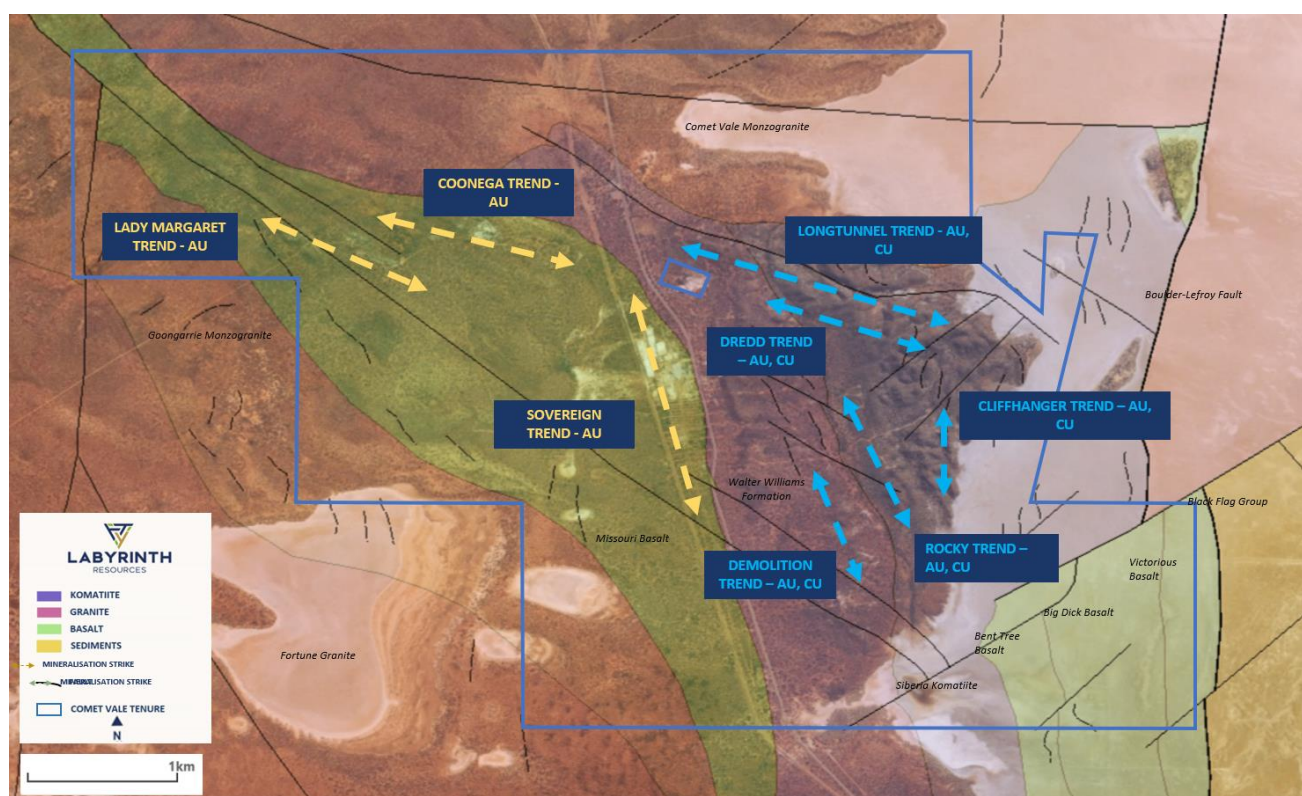 Comet Vale Monzogranite
COONEGA TREND -
AU
LADY MARGARET
TREND - AU
LONGTUNNEL TREND - AU,
CU
Boulder-Lefroy Fault
Goongarrie Monzogranite
DREDD TREND
– AU, CU
SOVEREIGN
TREND - AU
CLIFFHANGER TREND – AU,
CU
Walter Williams
Formation
Black Flag Group
Missouri Basalt
ROCKY TREND –
AU, CU
DEMOLITION
TREND – AU, CU
Victorious
Basalt
Big Dick Basalt
Bent Tree
Basalt
Fortune Granite
Siberia Komatiite
LABYRINTH
RESOURCES
KOMATIITE
GRANITE
BASALT
SEDIMENTS
MINERALISATION STRIKE
STRIKE
COMET VALE TENURE
N
1km